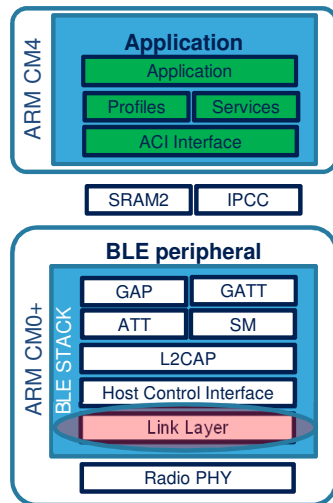 ARM CM4
Application
Application
Profiles Services
ACI Interface
SRAM2 IPCC
ARM CM0+
BLE peripheral
BLE STACK
GAP GATT
ATT SM
L2CAP
Host Control Interface
Link Layer
Radio PHY